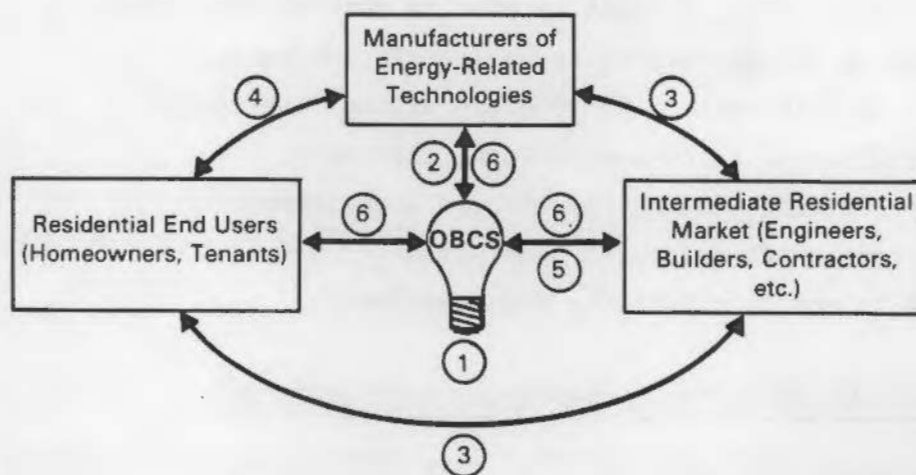 Manufacturers of
Energy-Related
Technologies
4
3
2
6
Residential End Users
(Homeowners, Tenants)
6
OBCS
6
5
Intermediate Residential
Market (Engineers,
Builders, Contractors,
etc.)
1
3